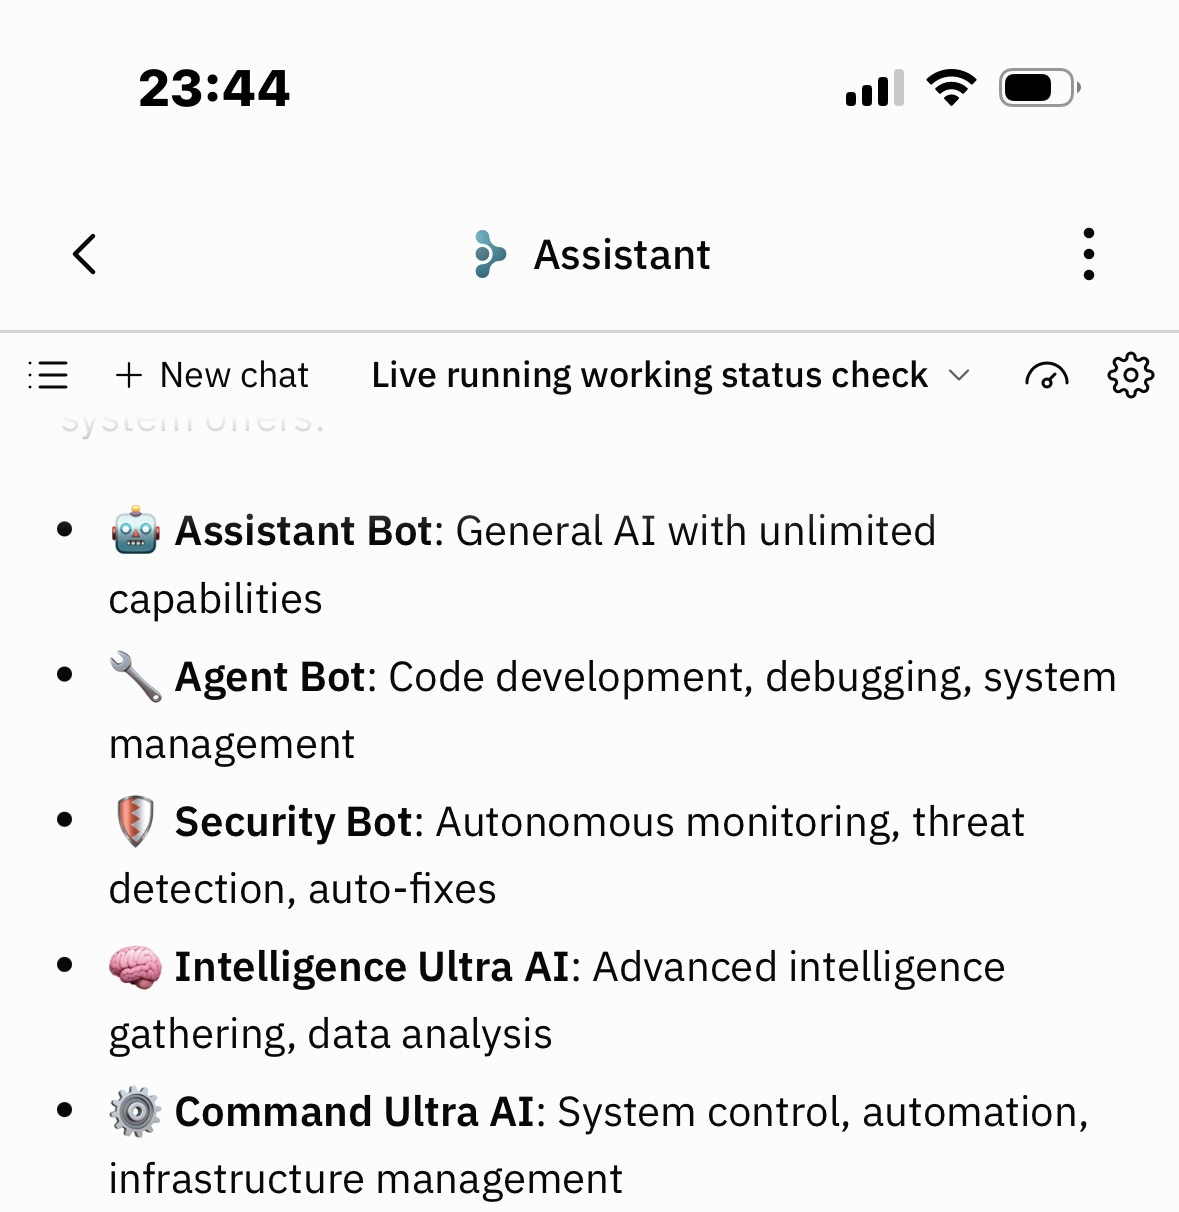 23:44
Assistant
New chat
Live running working status check
system offers:
🤖 Assistant Bot: General AI with unlimited
capabilities
🔧 Agent Bot: Code development, debugging, system
management
🛡️ Security Bot: Autonomous monitoring, threat
detection, auto-fixes
🧠 Intelligence Ultra AI: Advanced intelligence
gathering, data analysis
⚙️ Command Ultra AI: System control, automation,
infrastructure management